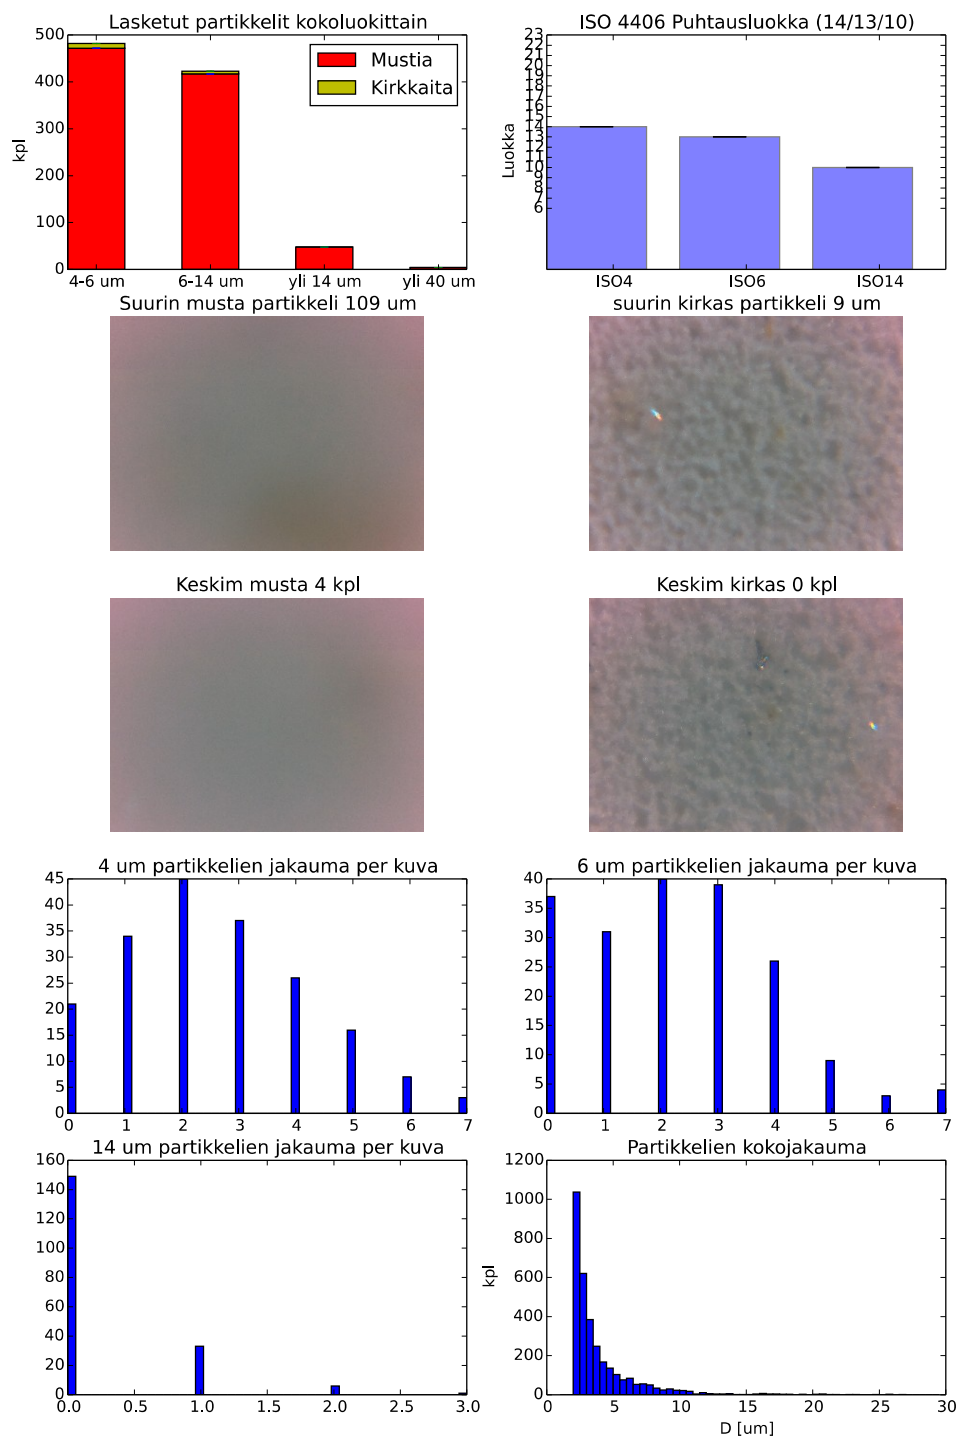 Lasketut partikkelit kokoluokittain
500
400
300
200
100
0
kpl
Mustia
Kirkkaita
4-6 um
6-14 um
yli 14 um
yli 40 um
ISO 4406 Puhtausluokka (14/13/10)
23
22
21
20
19
18
17
16
15
14
13
12
11
10
9
8
7
6
Luokka
ISO4
ISO6
ISO14
Suurin musta partikkeli 109 um
suurin kirkas partikkeli 9 um
Keskim musta 4 kpl
Keskim kirkas 0 kpl
4 um partikkelien jakauma per kuva
45
40
35
30
25
20
15
10
5
0
0 1 2 3 4 5 6 7
6 um partikkelien jakauma per kuva
40
35
30
25
20
15
10
5
0
0 1 2 3 4 5 6 7
14 um partikkelien jakauma per kuva
160
140
120
100
80
60
40
20
0
0.0 0.5 1.0 1.5 2.0 2.5 3.0
Partikkelien kokojakauma
1200
1000
800
600
400
200
0
kpl
0 5 10 15 20 25 30
D [um]